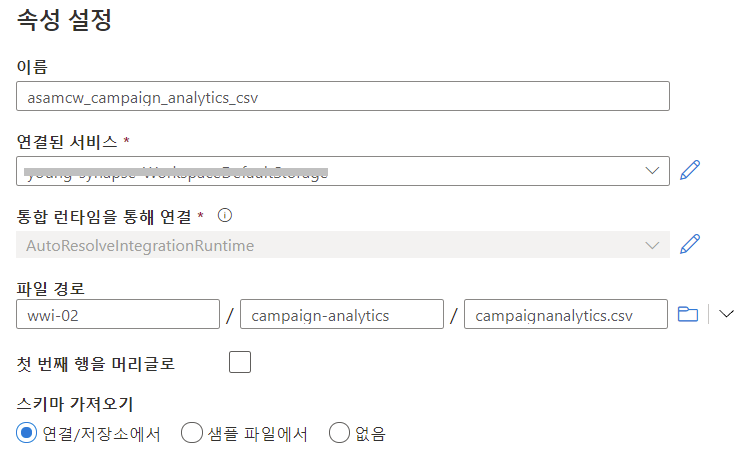 속성 설정
이름
asamcw_campaign_analytics_csv
연결된 서비스 *
통합 런타임을 통해 연결 *
AutoResolveIntegrationRuntime
파일 경로
wwi-02 / campaign-analytics / campaignanalytics.csv
첫 번째 행을 머리글로
스키마 가져오기
연결/저장소에서 샘플 파일에서 없음